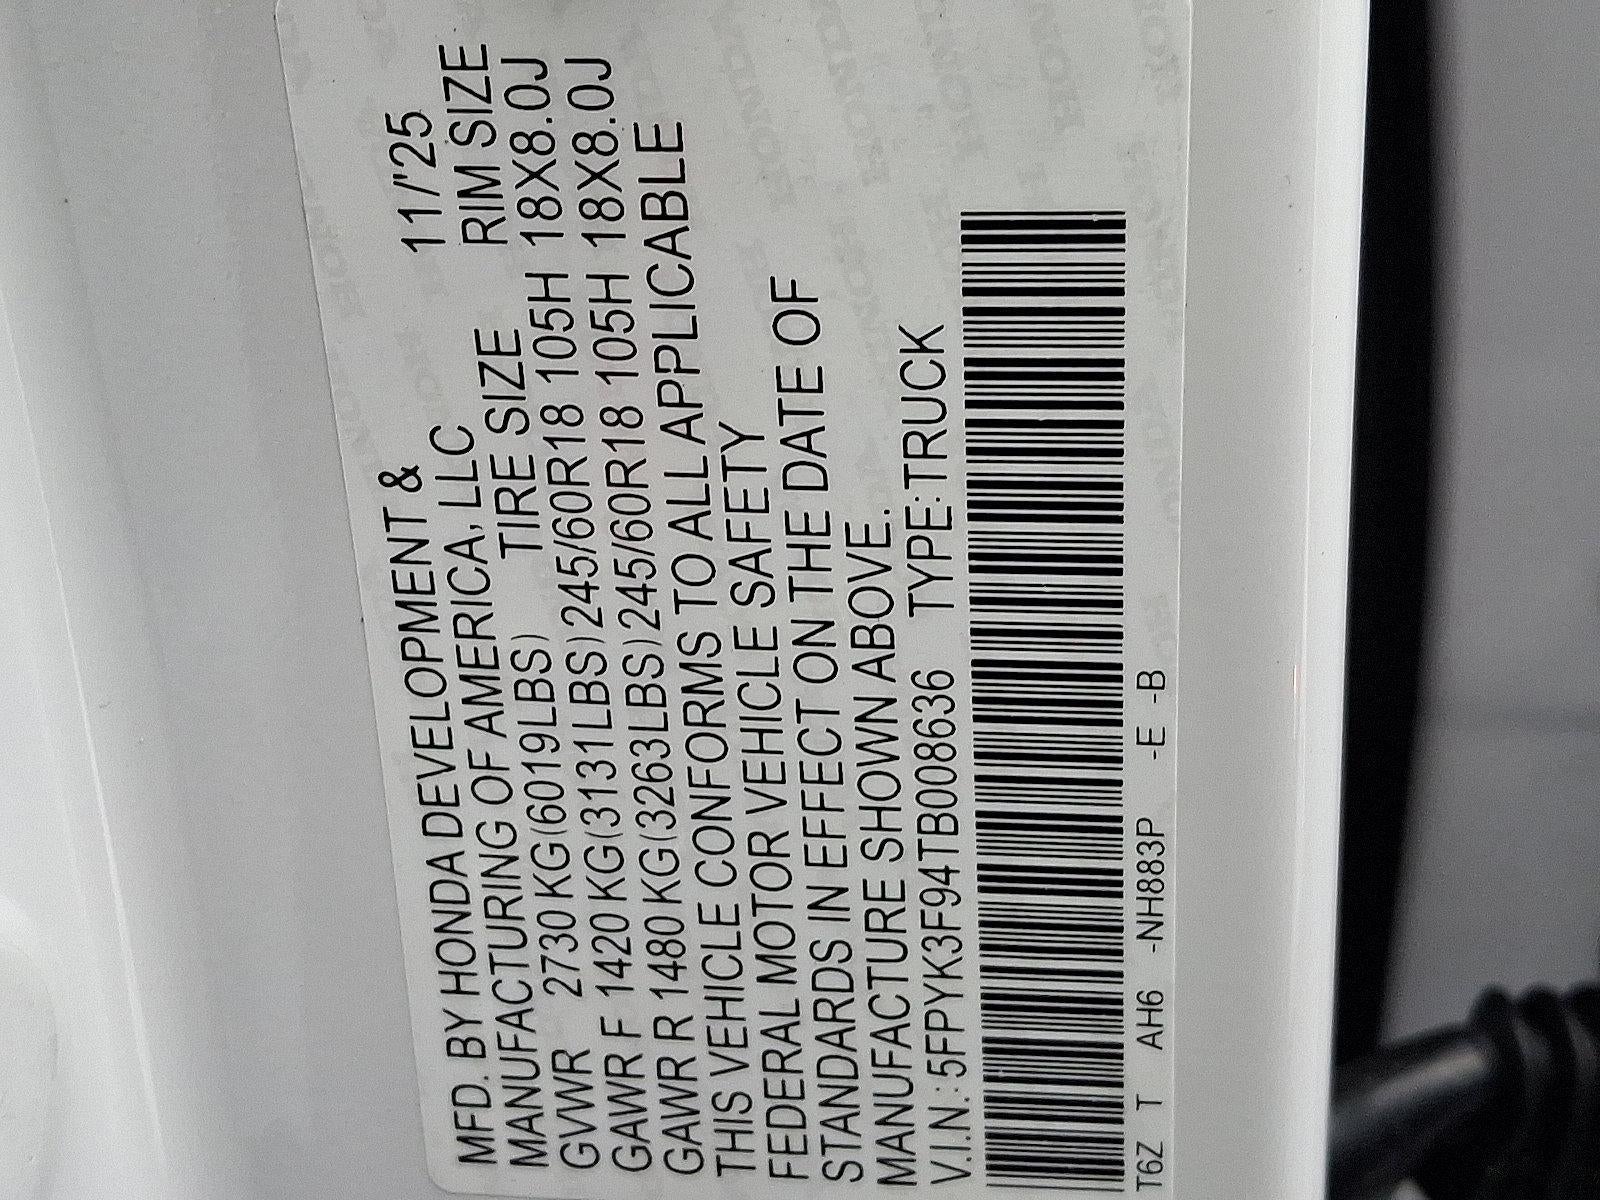 MFD. BY HONDA DEVELOPMENT & 11/'25
MANUFACTURING OF AMERICA, LLC RIM SIZE
GVWR 2730 KG(6019LBS) TIRE SIZE 18X8.0J
GAWR F 1420 KG(3131LBS) 245/60R18 105H 18X8.0J
GAWR R 1480 KG(3263LBS) 245/60R18 105H
THIS VEHICLE CONFORMS TO ALL APPLICABLE
FEDERAL MOTOR VEHICLE SAFETY
STANDARDS IN EFFECT ON THE DATE OF
MANUFACTURE SHOWN ABOVE.
V.I.N.: 5FPYK3F94TB008636 TYPE:TRUCK
T6Z T AH6 -NH883P -E -B